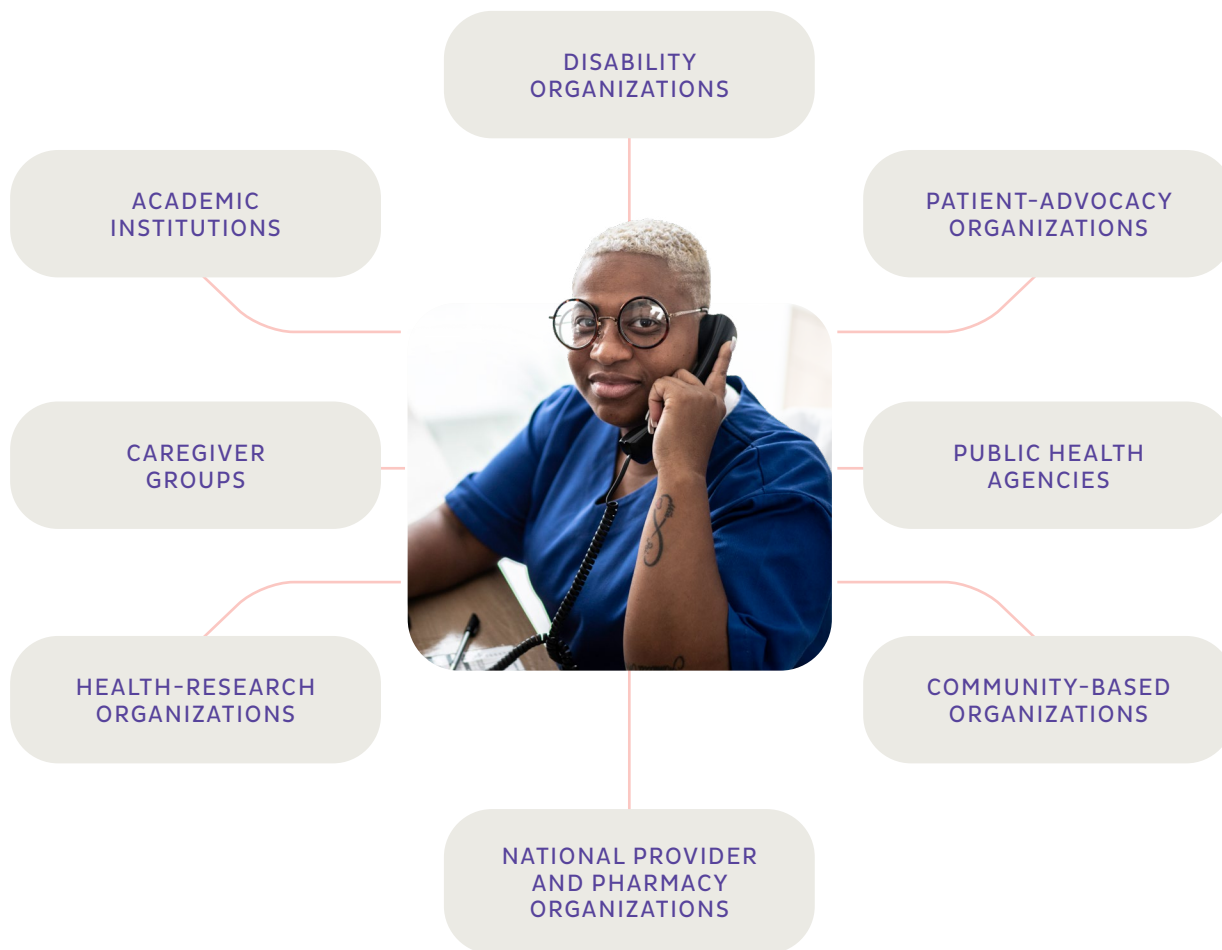 DISABILITY
ORGANIZATIONS
ACADEMIC
INSTITUTIONS
PATIENT-ADVOCACY
ORGANIZATIONS
CAREGIVER
GROUPS
PUBLIC HEALTH
AGENCIES
HEALTH-RESEARCH
ORGANIZATIONS
COMMUNITY-BASED
ORGANIZATIONS
NATIONAL PROVIDER
AND PHARMACY
ORGANIZATIONS